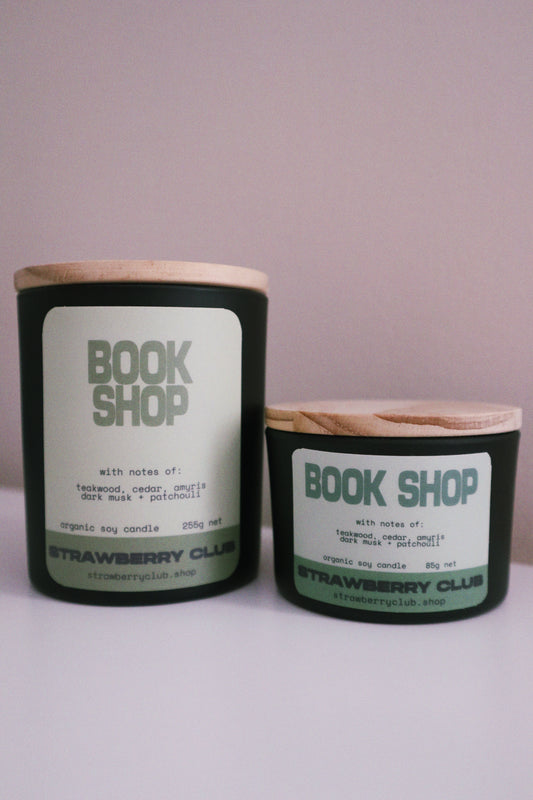 BOOK
SHOP
with notes of:
teakwood, cedar, amyris
dark musk + patchouli
organic soy candle 255g net
STRAWBERRY CLUB
strawberryclub.shop
BOOK SHOP
with notes of:
teakwood, cedar, amyris
dark musk + patchouli
organic soy candle 85g net
STRAWBERRY CLUB
strawberryclub.shop